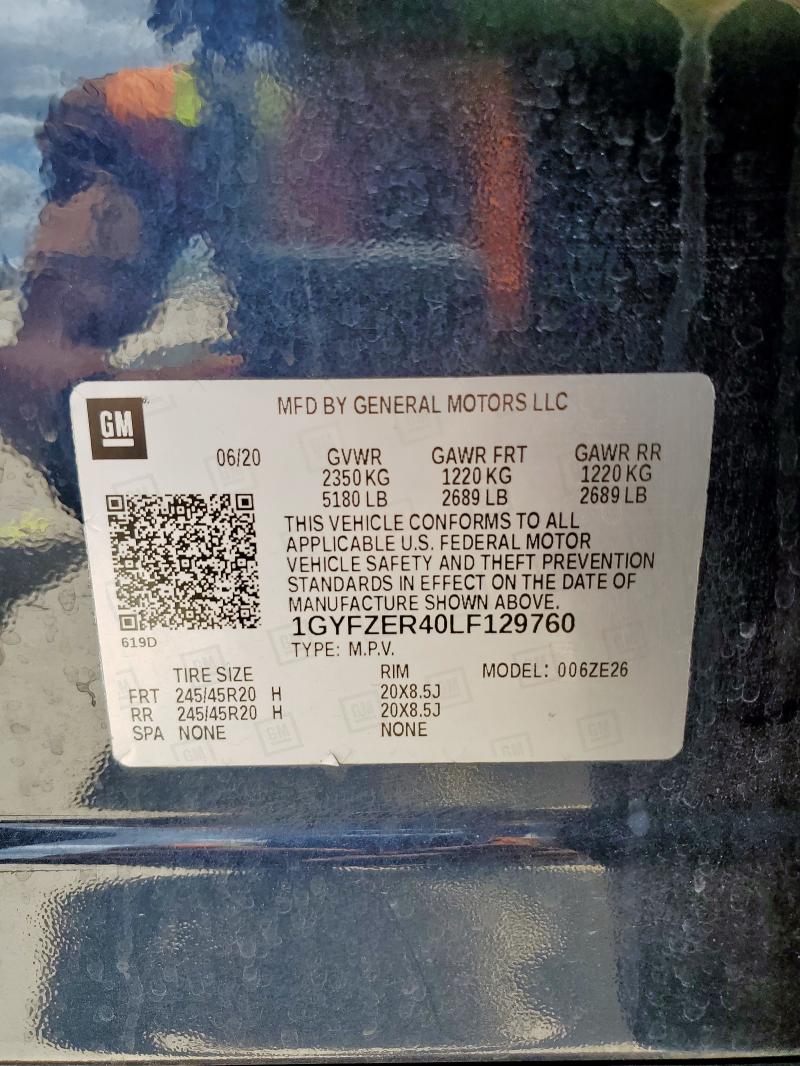 GM
MFD BY GENERAL MOTORS LLC
06/20 GVWR GAWR FRT GAWR RR
2350 KG 1220 KG 1220 KG
5180 LB 2689 LB 2689 LB
THIS VEHICLE CONFORMS TO ALL
APPLICABLE U.S. FEDERAL MOTOR
VEHICLE SAFETY AND THEFT PREVENTION
STANDARDS IN EFFECT ON THE DATE OF
MANUFACTURE SHOWN ABOVE.
1GYFZER40LF129760
619D
TYPE: M.P.V.
TIRE SIZE RIM MODEL: 006ZE26
FRT 245/45R20 H 20X8.5J
RR 245/45R20 H 20X8.5J
SPA NONE NONE